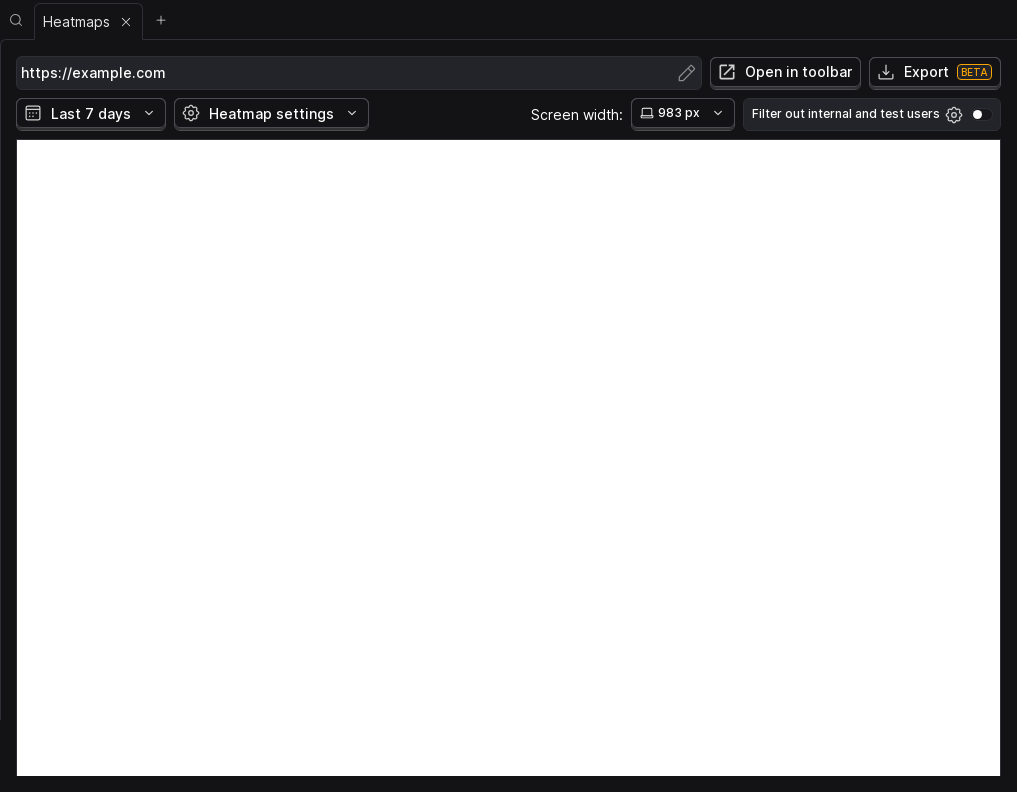 Heatmaps
https://example.com
Open in toolbar
Export BETA
Last 7 days
Heatmap settings
Screen width:
983 px
Filter out internal and test users